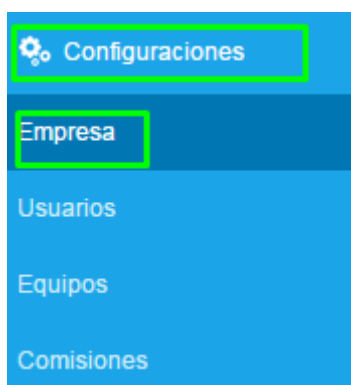 Configuraciones
Empresa
Usuarios
Equipos
Comisiones